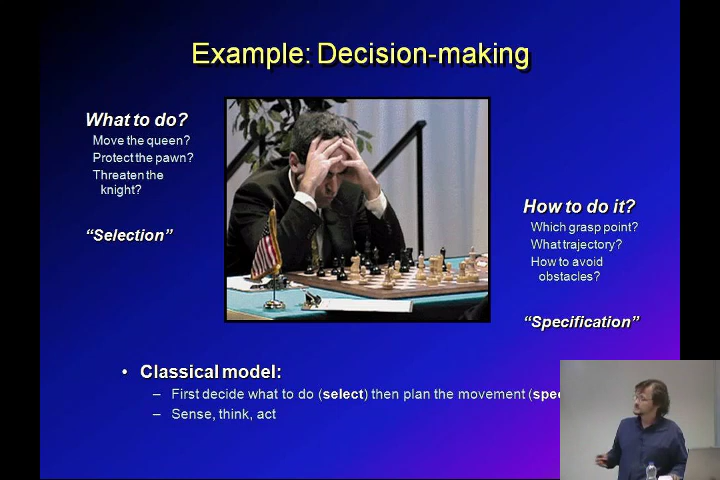 Example: Decision-making
What to do?
Move the queen?
Protect the pawn?
Threaten the
knight?
“Selection”
How to do it?
Which grasp point?
What trajectory?
How to avoid
obstacles?
“Specification”
• Classical model:
– First decide what to do (select) then plan the movement (
– Sense, think, act